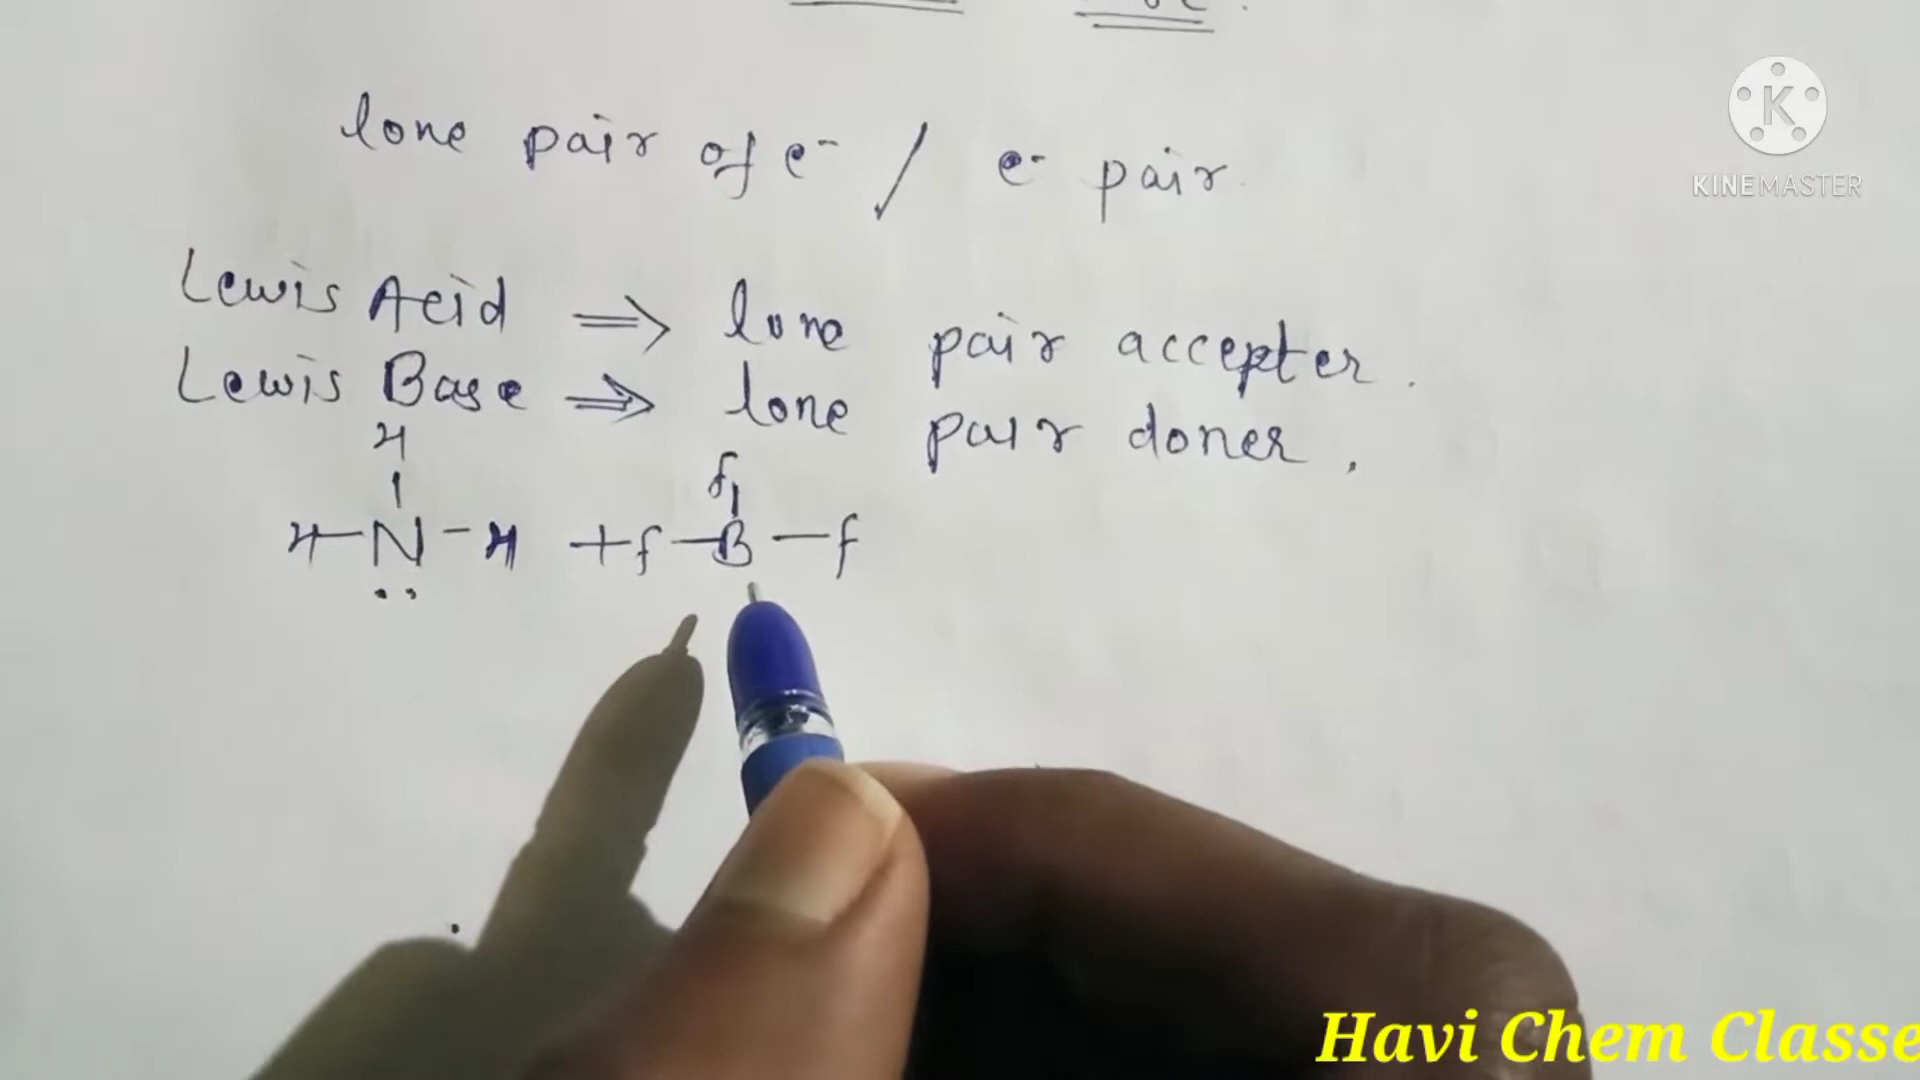 lone pair of e⁻ / e⁻ pair.
KINEMASTER
Lewis Acid ⇒ lone pair accepter.
Lewis Base ⇒ lone pair doner.
H f
H-N-H + f-B-f
Havi Chem Classe